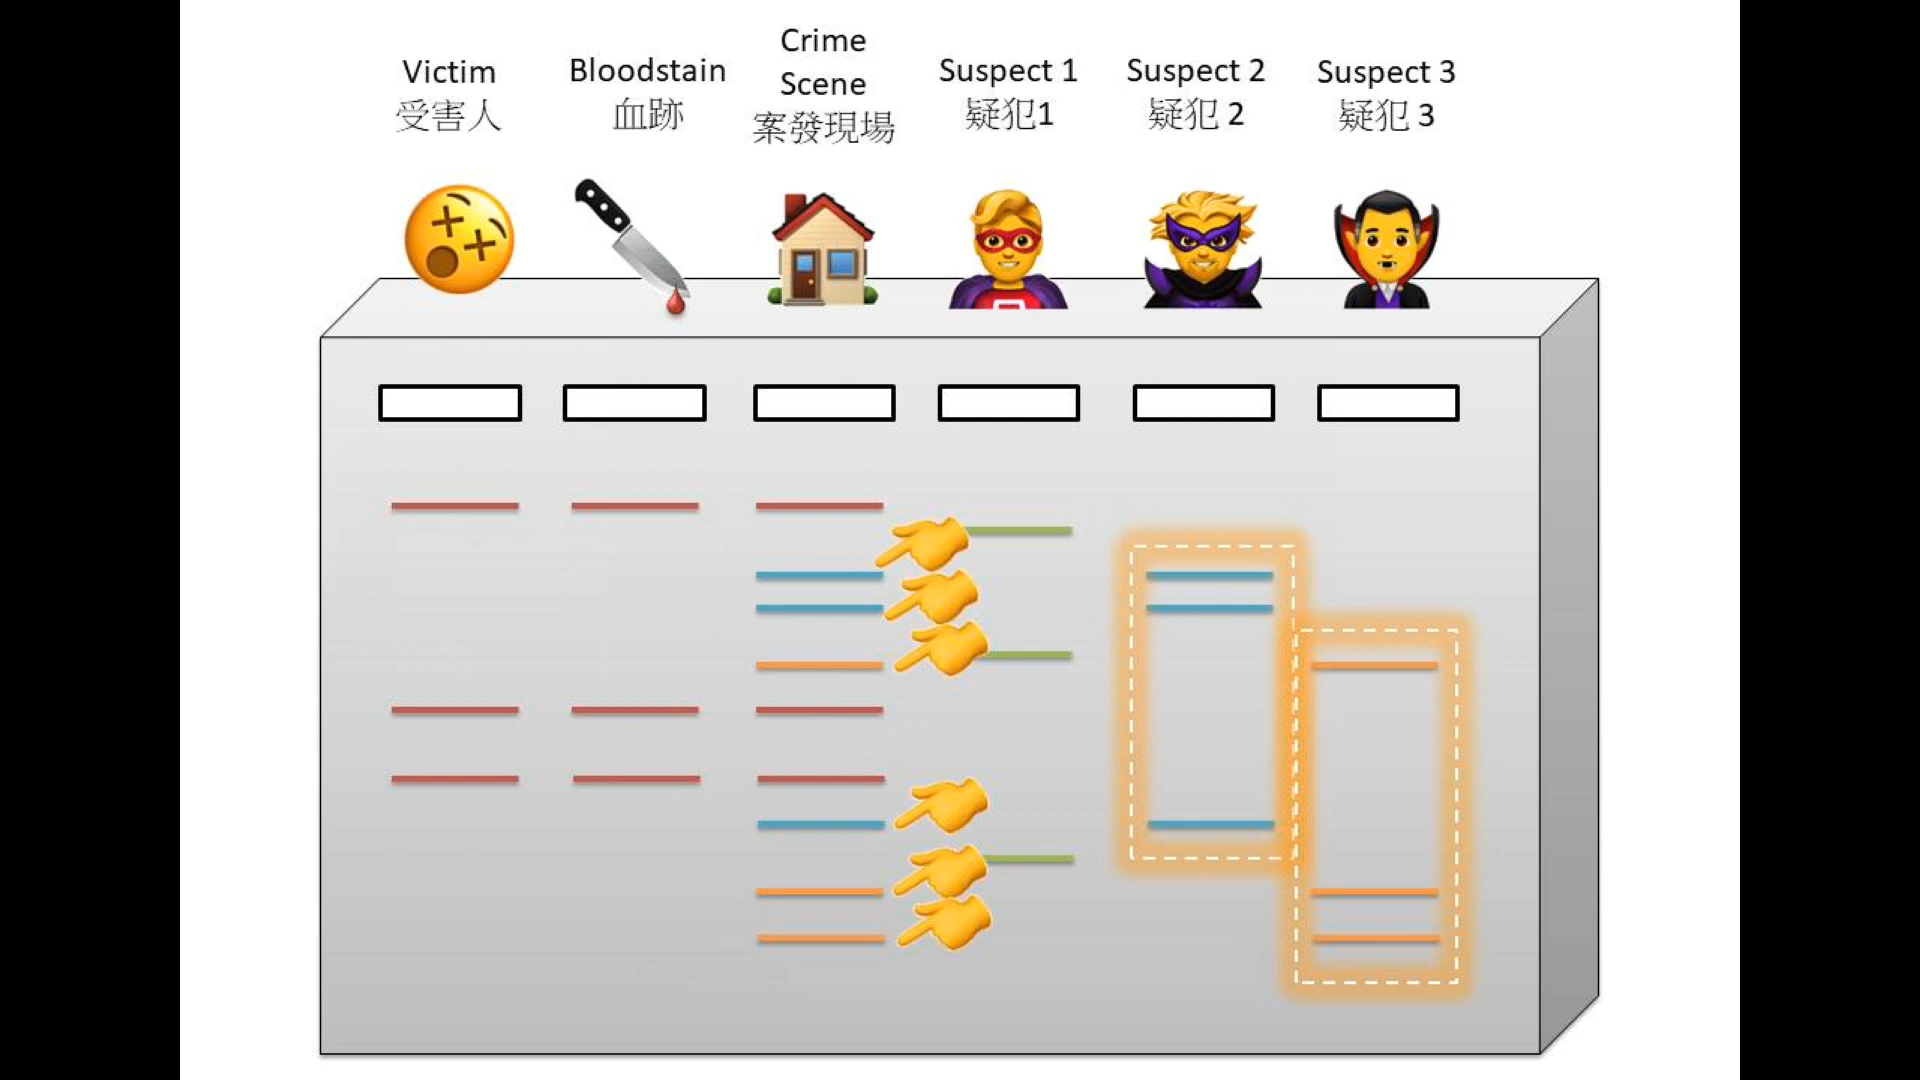 Victim
受害人
Bloodstain
血跡
Crime
Scene
案發現場
Suspect 1
疑犯1
Suspect 2
疑犯 2
Suspect 3
疑犯 3